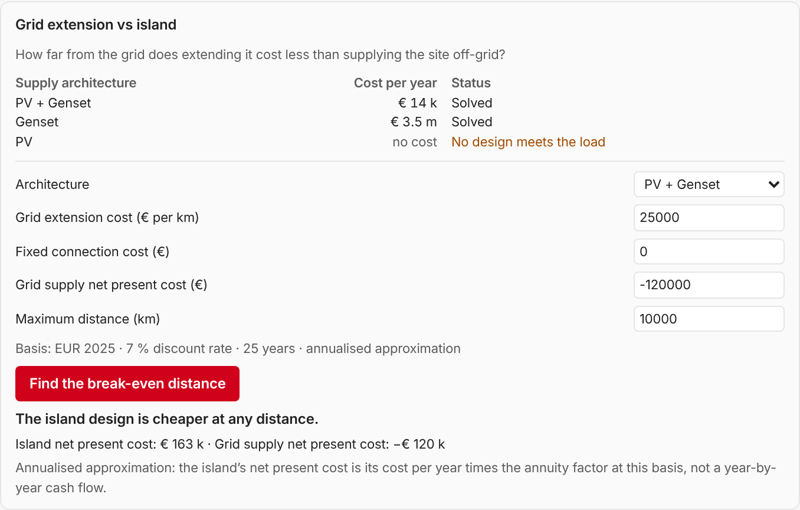 Grid extension vs island
How far from the grid does extending it cost less than supplying the site off-grid?
Supply architecture Cost per year Status
PV + Genset € 14 k Solved
Genset € 3.5 m Solved
PV no cost No design meets the load
Architecture PV + Genset
Grid extension cost (€ per km) 25000
Fixed connection cost (€) 0
Grid supply net present cost (€) -120000
Maximum distance (km) 10000
Basis: EUR 2025 · 7 % discount rate · 25 years · annualised approximation
Find the break-even distance
The island design is cheaper at any distance.
Island net present cost: € 163 k · Grid supply net present cost: −€ 120 k
Annualised approximation: the island’s net present cost is its cost per year times the annuity factor at this basis, not a year-by-
year cash flow.